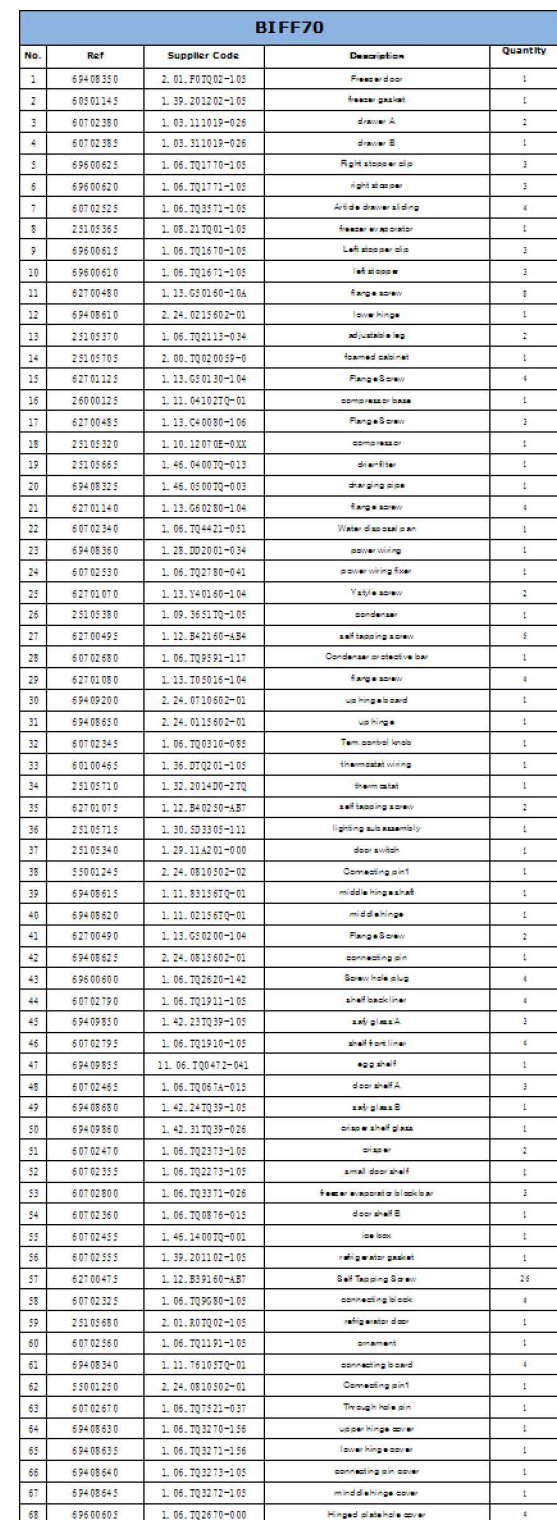 BIFF70
No. Ref Supplier Code Description Quantity
1 69408350 2.01.F0TQ02-105 Freezer door 1
2 60501145 1.39.201202-105 freezer gasket 1
3 60702380 1.03.111019-026 drawer A 2
4 60702385 1.03.311019-026 drawer B 1
5 69600625 1.06.TQ1770-105 Right stopper clip 3
6 69600620 1.06.TQ1771-105 right stopper 3
7 60702525 1.06.TQ3571-105 Article drawer sliding 4
8 25105365 1.08.21TQ01-105 freezer evaporator 1
9 69600615 1.06.TQ1670-105 Left stopper clip 3
10 69600610 1.06.TQ1671-105 left stopper 3
11 62700480 1.13.G50160-10A flange screw 8
12 69408610 2.24.0215602-01 lower hinge 1
13 25105370 1.06.TQ2113-034 adjustable leg 2
14 25105705 2.00.TQ020059-0 foamed cabinet 1
15 62701125 1.13.G50130-104 Flange Screw 4
16 26000125 1.11.04102TQ-01 compressor base 1
17 62700485 1.13.C40080-106 Flange Screw 3
18 25105320 1.10.12070E-0XX compressor 1
19 25105665 1.46.0400TQ-013 drier-filter 1
20 69408325 1.46.0500TQ-003 charging pipe 1
21 62701140 1.13.G60280-104 flange screw 4
22 60702340 1.06.TQ4421-051 Water disposal pan 1
23 69408360 1.28.DD2001-034 power wiring 1
24 60702530 1.06.TQ2780-041 power wiring fixer 1
25 62701070 1.13.Y40160-104 Y style screw 2
26 25105380 1.09.3651TQ-105 condenser 1
27 62700495 1.12.B42160-AB4 self tapping screw 6
28 60702680 1.06.TQ9591-117 Condenser protective bar 1
29 62701080 1.13.T05016-104 flange screw 4
30 69409200 2.24.0710602-01 up hinge board 1
31 69408650 2.24.0115602-01 up hinge 1
32 60702345 1.06.TQ0310-085 Tem.control knob 1
33 60100465 1.36.DTQ201-105 thermostat wiring 1
34 25105710 1.32.2014D0-2TQ thermostat 1
35 62701075 1.12.B40250-AB7 self tapping screw 2
36 25105715 1.30.SD3305-111 lighting sub assembly 1
37 25105340 1.29.11A201-000 door switch 1
38 55001245 2.24.0810502-02 Connecting pin1 1
39 69408615 1.11.83156TQ-01 middle hinge shaft 1
40 69408620 1.11.02156TQ-01 middle hinge 1
41 62700490 1.13.G50200-104 Flange Screw 2
42 69408625 2.24.0815602-01 connecting pin 1
43 69600600 1.06.TQ2620-142 Screw hole plug 4
44 60702790 1.06.TQ1911-105 shelf back liner 4
45 69409850 1.42.23TQ39-105 safy glass A 3
46 60702795 1.06.TQ1910-105 shelf front liner 4
47 69409855 11.06.TQ0472-041 egg shelf 1
48 60702465 1.06.TQ067A-015 door shelf A 3
49 69408680 1.42.24TQ39-105 safy glass B 1
50 69409860 1.42.31TQ39-026 crisper shelf glass 1
51 60702470 1.06.TQ2373-105 crisper 2
52 60702355 1.06.TQ2273-105 small door shelf 1
53 60702800 1.06.TQ3371-026 freezer evaporator block bar 3
54 60702360 1.06.TQ0876-015 door shelf B 1
55 60702455 1.46.1400TQ-001 ice box 1
56 60702555 1.39.201102-105 refrigerator gasket 1
57 62700475 1.12.B39160-AB7 Self Tapping Screw 26
58 60702325 1.06.TQ9G80-105 connecting block 4
59 25105680 2.01.R0TQ02-105 refrigerator door 1
60 60702560 1.06.TQ1191-105 ornament 1
61 69408340 1.11.76105TQ-01 connecting board 4
62 55001250 2.24.0810502-01 Connecting pin1 1
63 60702670 1.06.TQ7521-037 Through hole pin 1
64 69408630 1.06.TQ3270-156 upper hinge cover 1
65 69408635 1.06.TQ3271-156 lower hinge cover 1
66 69408640 1.06.TQ3273-105 connecting pin cover 1
67 69408645 1.06.TQ3272-105 minddle hinge cover 1
68 69600605 1.06.TQ2670-000 Hinged plate hole cover 4